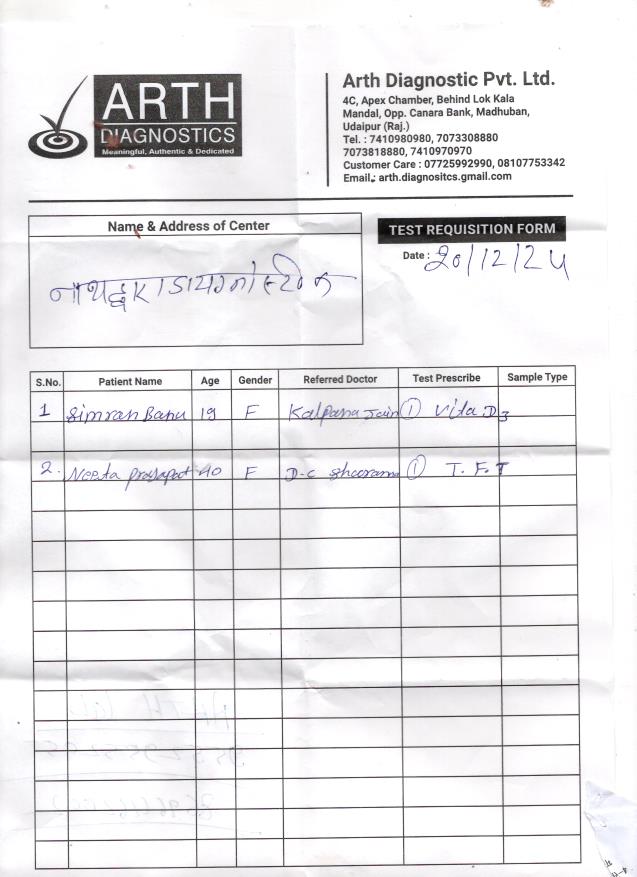 ARTH
DIAGNOSTICS
Meaningful, Authentic & Dedicated
Arth Diagnostic Pvt. Ltd.
4C, Apex Chamber, Behind Lok Kala
Mandal, Opp. Canara Bank, Madhuban,
Udaipur (Raj.)
Tel. : 7410980980, 7073308880
7073818880, 7410970970
Customer Care : 07725992990, 08107753342
Email.: arth.diagnositcs.gmail.com
Name & Address of Center
TEST REQUISITION FORM
Date : 20/12/24
S.No. Patient Name Age Gender Referred Doctor Test Prescribe Sample Type
1 Simran Banu 19 F Kalpana Jain ① Vita D3
2. Neeta 40 F D-C ① T.F.T